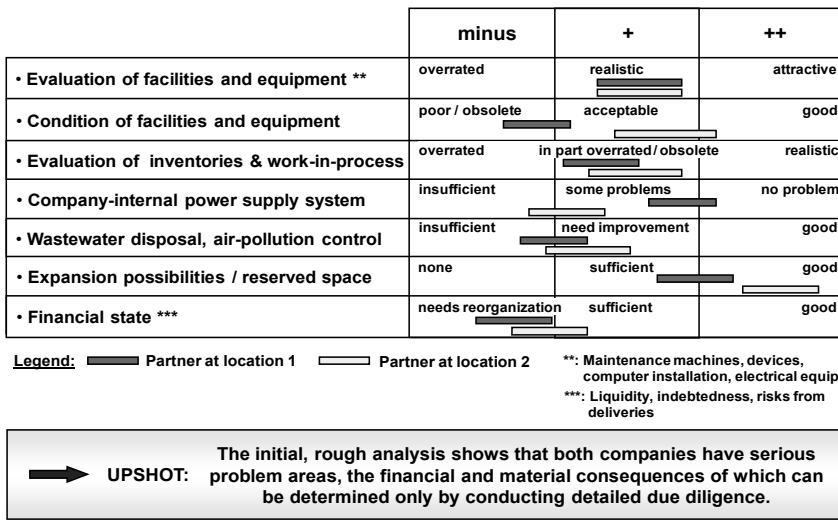 minus + ++
• Evaluation of facilities and equipment ** overrated realistic attractive
• Condition of facilities and equipment poor / obsolete acceptable good
• Evaluation of inventories & work-in-process overrated in part overrated / obsolete realistic
• Company-internal power supply system insufficient some problems no problem
• Wastewater disposal, air-pollution control insufficient need improvement good
• Expansion possibilities / reserved space none sufficient good
• Financial state *** needs reorganization sufficient good
Legend: Partner at location 1 Partner at location 2
**: Maintenance machines, devices,
computer installation, electrical equip
***: Liquidity, indebtedness, risks from
deliveries
UPSHOT: The initial, rough analysis shows that both companies have serious
problem areas, the financial and material consequences of which can
be determined only by conducting detailed due diligence.